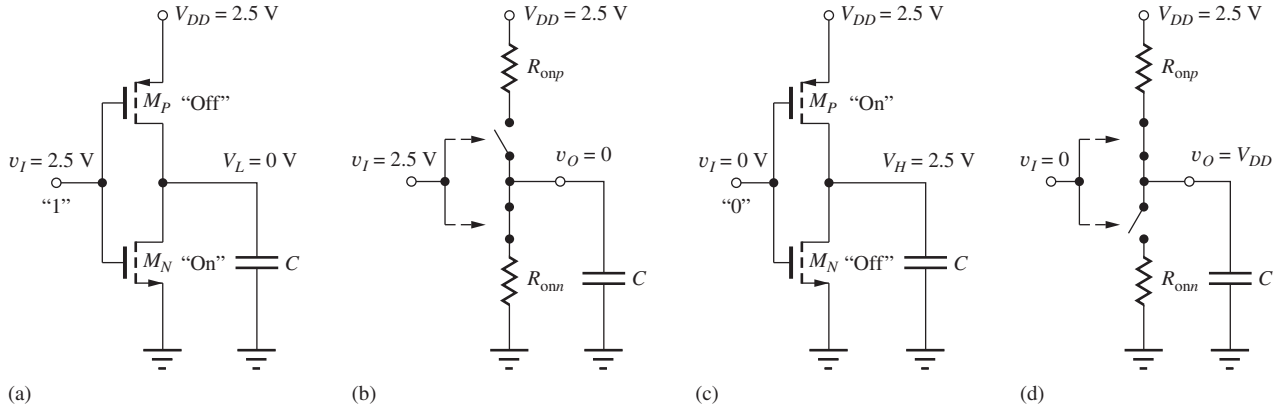 V_DD = 2.5 V
M_P "Off"
v_I = 2.5 V
V_L = 0 V
"1"
M_N "On"
C
(a)
V_DD = 2.5 V
R_onp
v_I = 2.5 V
v_O = 0
R_onn
C
(b)
V_DD = 2.5 V
M_P "On"
v_I = 0 V
V_H = 2.5 V
"0"
M_N "Off"
C
(c)
V_DD = 2.5 V
R_onp
v_I = 0
v_O = V_DD
R_onn
C
(d)